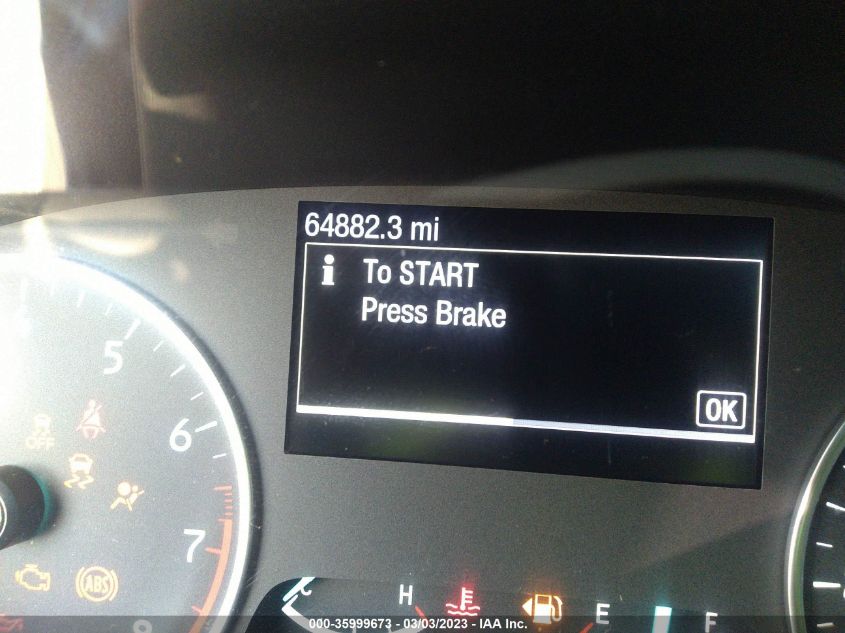 64882.3 mi
i To START
Press Brake
OK
5
6
7
8
OFF
ABS
H
E
F
000-35999673 - 03/03/2023 - IAA Inc.